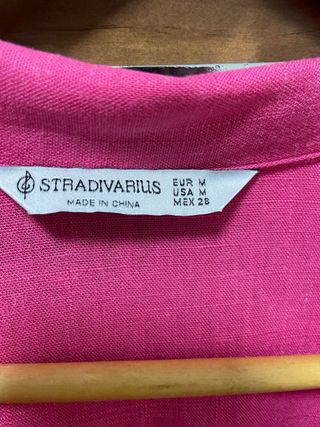 STRADIVARIUS
MADE IN CHINA
EUR M
USA M
MEX 28